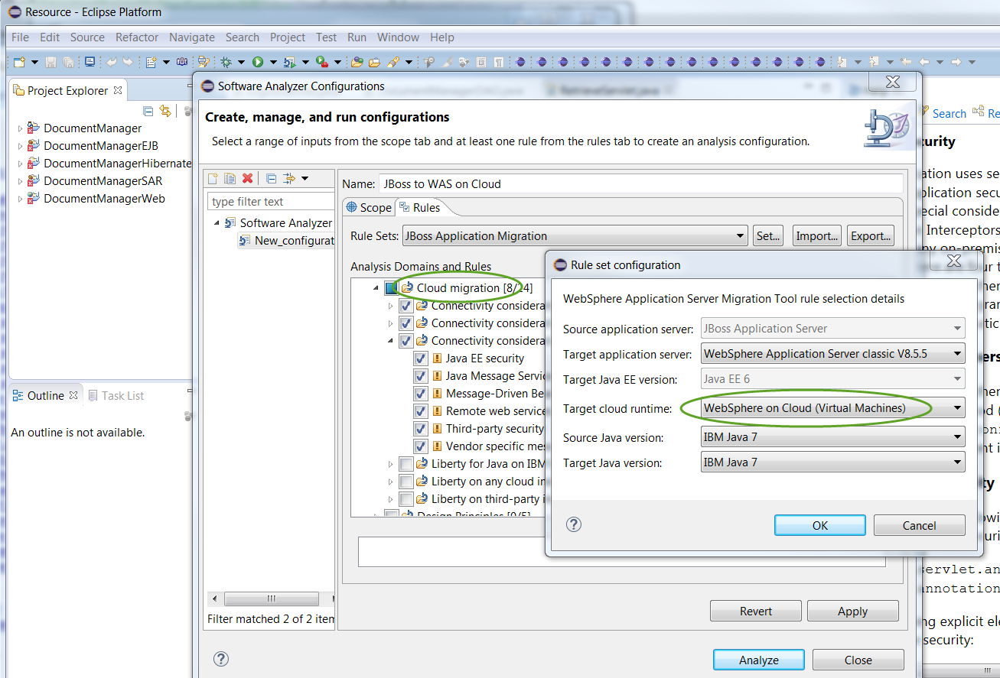 Resource - Eclipse Platform
File Edit Source Refactor Navigate Search Project Test Run Window Help
Project Explorer
DocumentManager
DocumentManagerEJB
DocumentManagerHibernate
DocumentManagerSAR
DocumentManagerWeb
Outline Task List
An outline is not available.
Software Analyzer Configurations
RetrieveServlet.java
Create, manage, and run configurations
Select a range of inputs from the scope tab and at least one rule from the rules tab to create an analysis configuration.
type filter text
Software Analyzer
New_configurat
Filter matched 2 of 2 item
Name: JBoss to WAS on Cloud
Scope Rules
Rule Sets: JBoss Application Migration Set... Import... Export...
Analysis Domains and Rules
Cloud migration [8/24]
Connectivity considera
Connectivity considera
Connectivity considera
Java EE security
Java Message Servic
Message-Driven Be
Remote web service
Third-party security
Vendor specific mes
Liberty for Java on IBM
Liberty on any cloud in
Liberty on third-party i
Design Principles [0/5]
Revert Apply
Analyze Close
Rule set configuration
WebSphere Application Server Migration Tool rule selection details
Source application server: JBoss Application Server
Target application server: WebSphere Application Server classic V8.5.5
Target Java EE version: Java EE 6
Target cloud runtime: WebSphere on Cloud (Virtual Machines)
Source Java version: IBM Java 7
Target Java version: IBM Java 7
OK Cancel
Search Re
curity
ation uses se
plication secu
ecial conside
Interceptors
ny on-premis
servlet.an
nnotation
ng explicit ele
security: